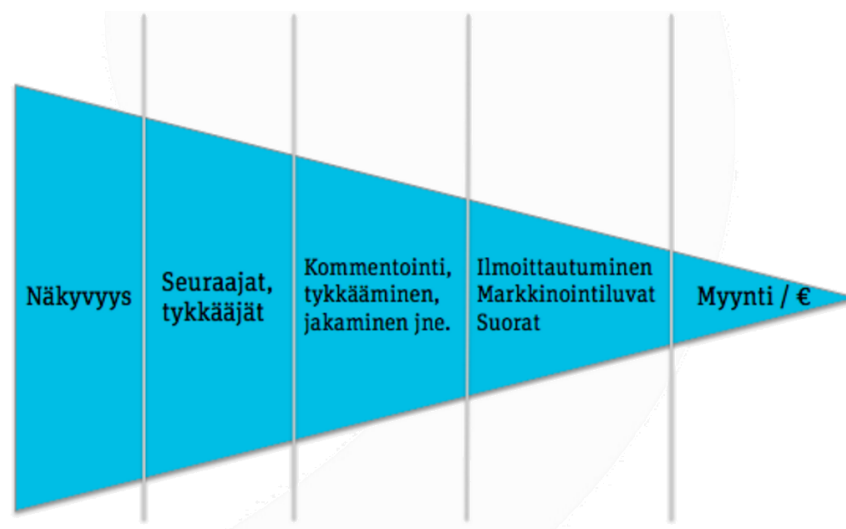 Näkyvyys
Seuraajat,
tykkääjät
Kommentointi,
tykkääminen,
jakaminen jne.
Ilmoittautuminen
Markkinointiluvat
Suorat
Myynti / €